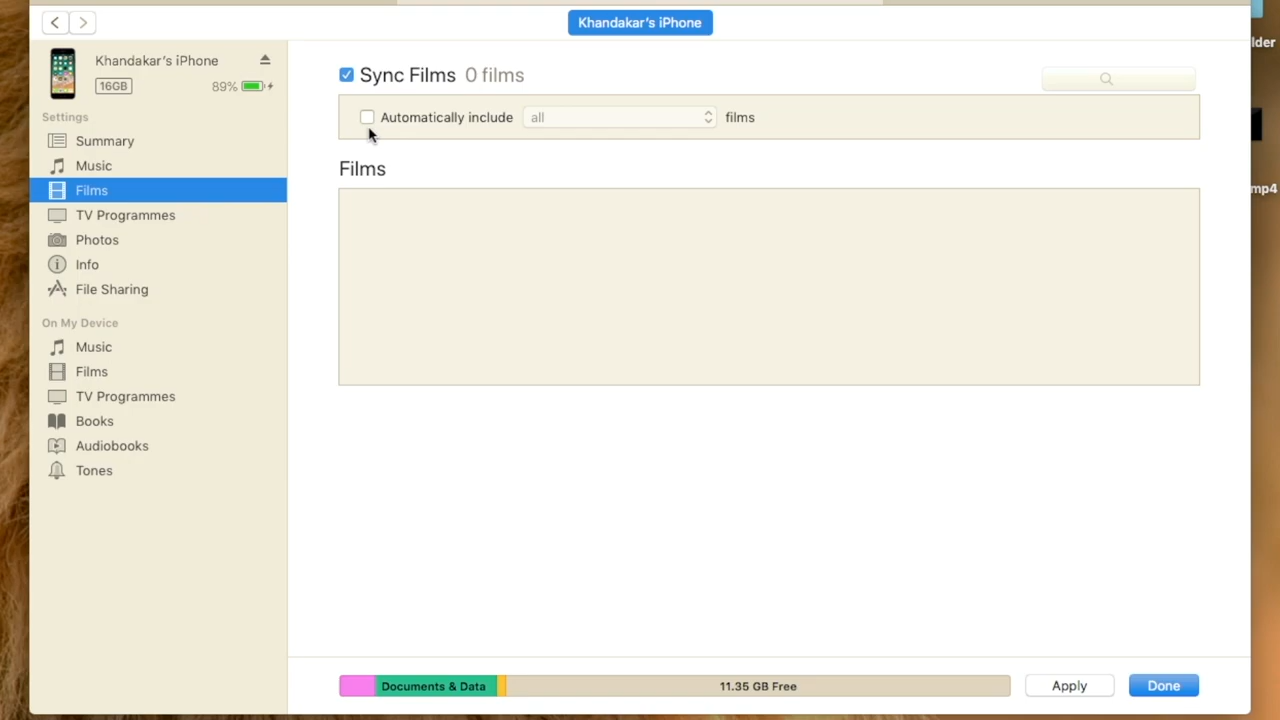 Khandakar's iPhone
Khandakar's iPhone
16GB
89%
Settings
Summary
Music
Films
TV Programmes
Photos
Info
File Sharing
On My Device
Music
Films
TV Programmes
Books
Audiobooks
Tones
Sync Films 0 films
Automatically include all films
Films
Documents & Data
11.35 GB Free
Apply
Done
lder
mp4